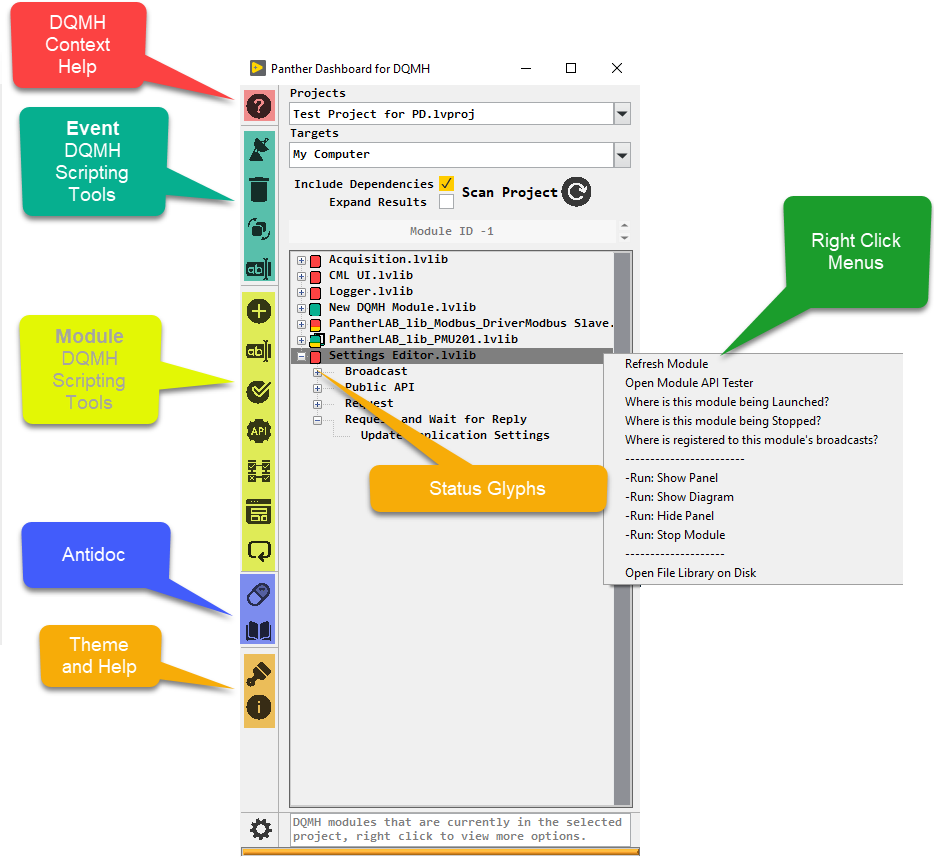 DQMH
Context
Help
Event
DQMH
Scripting
Tools
Module
DQMH
Scripting
Tools
Antidoc
Theme
and Help
Panther Dashboard for DQMH
?
Projects
Test Project for PD.lvproj
Targets
My Computer
Include Dependencies
Expand Results
Scan Project
Module ID -1
ab
ab
API
i
Acquisition.lvlib
CML UI.lvlib
Logger.lvlib
New DQMH Module.lvlib
PantherLAB_lib_Modbus_DriverModbus Slave.
PantherLAB_lib_PMU201.lvlib
Settings Editor.lvlib
Broadcast
Public API
Request
and Wait for Reply
Application Settings
Status Glyphs
DQMH modules that are currently in the selected
project, right click to view more options.
Right Click
Menus
Refresh Module
Open Module API Tester
Where is this module being Launched?
Where is this module being Stopped?
Where is registered to this module's broadcasts?
------------------------
-Run: Show Panel
-Run: Show Diagram
-Run: Hide Panel
-Run: Stop Module
--------------------
Open File Library on Disk